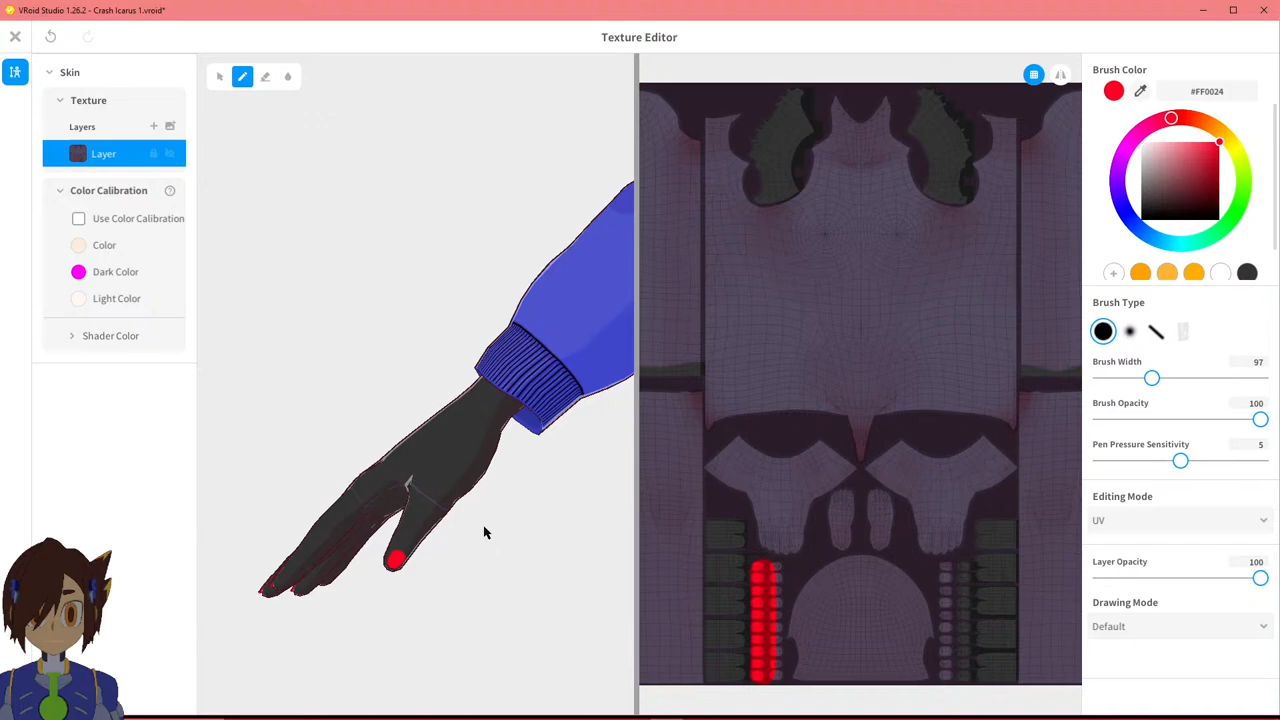 VRoid Studio 1.26.2 - Crash Icarus 1.vroid*
Texture Editor
Skin
Texture
Layers
Layer
Color Calibration
Use Color Calibration
Color
Dark Color
Light Color
Shader Color
Brush Color
#FF0024
Brush Type
Brush Width
97
Brush Opacity
100
Pen Pressure Sensitivity
5
Editing Mode
UV
Layer Opacity
100
Drawing Mode
Default